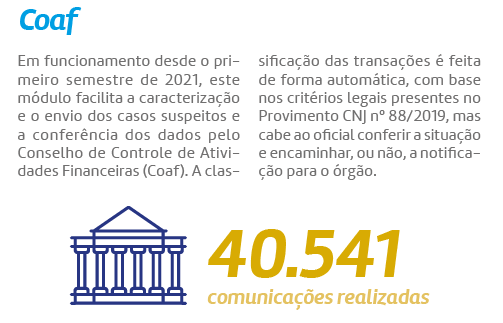 Coaf
Em funcionamento desde o pri-
meiro semestre de 2021, este
módulo facilita a caracterização
e o envio dos casos suspeitos e
a conferência dos dados pelo
Conselho de Controle de Ativi-
dades Financeiras (Coaf). A clas-
sificação das transações é feita
de forma automática, com base
nos critérios legais presentes no
Provimento CNJ nº 88/2019, mas
cabe ao oficial conferir a situação
e encaminhar, ou não, a notifica-
ção para o órgão.
40.541
comunicações realizadas